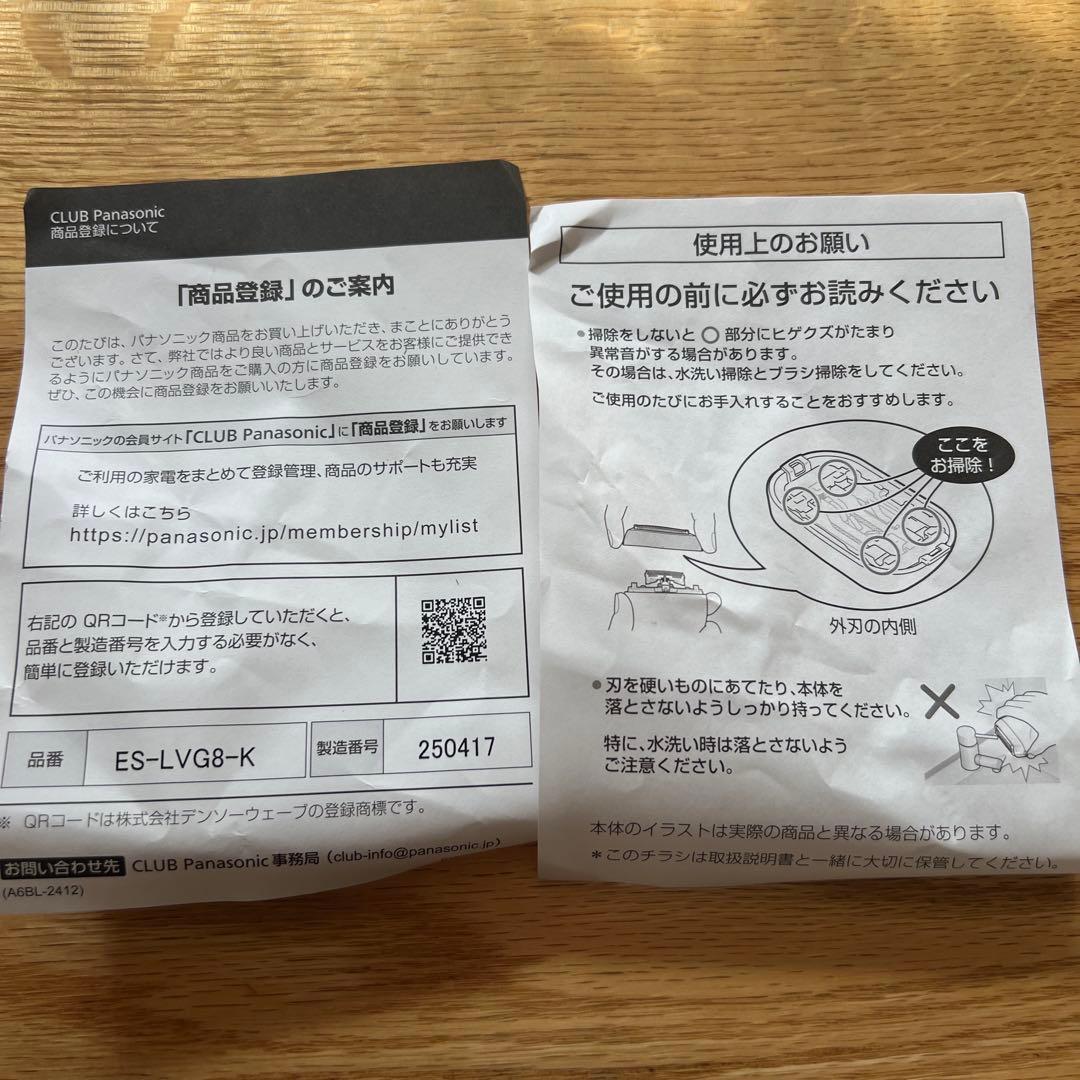 CLUB Panasonic
商品登録について
「商品登録」のご案内
このたびは、パナソニック商品をお買い上げいただき、まことにありがとう
ございます。さて、弊社ではより良い商品とサービスをお客様にご提供でき
るようにパナソニック商品をご購入の方に商品登録をお願いしています。
ぜひ、この機会に商品登録をお願いいたします。
パナソニックの会員サイト「CLUB Panasonic」に「商品登録」をお願いします
ご利用の家電をまとめて登録管理、商品のサポートも充実
詳しくはこちら
https://panasonic.jp/membership/mylist
右記の QRコード※から登録していただくと、
品番と製造番号を入力する必要がなく、
簡単に登録いただけます。
品番 ES-LVG8-K 製造番号 250417
※ QRコードは株式会社デンソーウェーブの登録商標です。
お問い合わせ先 CLUB Panasonic 事務局（club-info@panasonic.jp）
(A6BL-2412)
使用上のお願い
ご使用の前に必ずお読みください
●掃除をしないと ○ 部分にヒゲクズがたまり
異常音がする場合があります。
その場合は、水洗い掃除とブラシ掃除をしてください。
ご使用のたびにお手入れすることをおすすめします。
ここを
お掃除！
外刃の内側
●刃を硬いものにあてたり、本体を
落とさないようしっかり持ってください。
特に、水洗い時は落とさないよう
ご注意ください。
本体のイラストは実際の商品と異なる場合があります。
＊このチラシは取扱説明書と一緒に大切に保管してください。